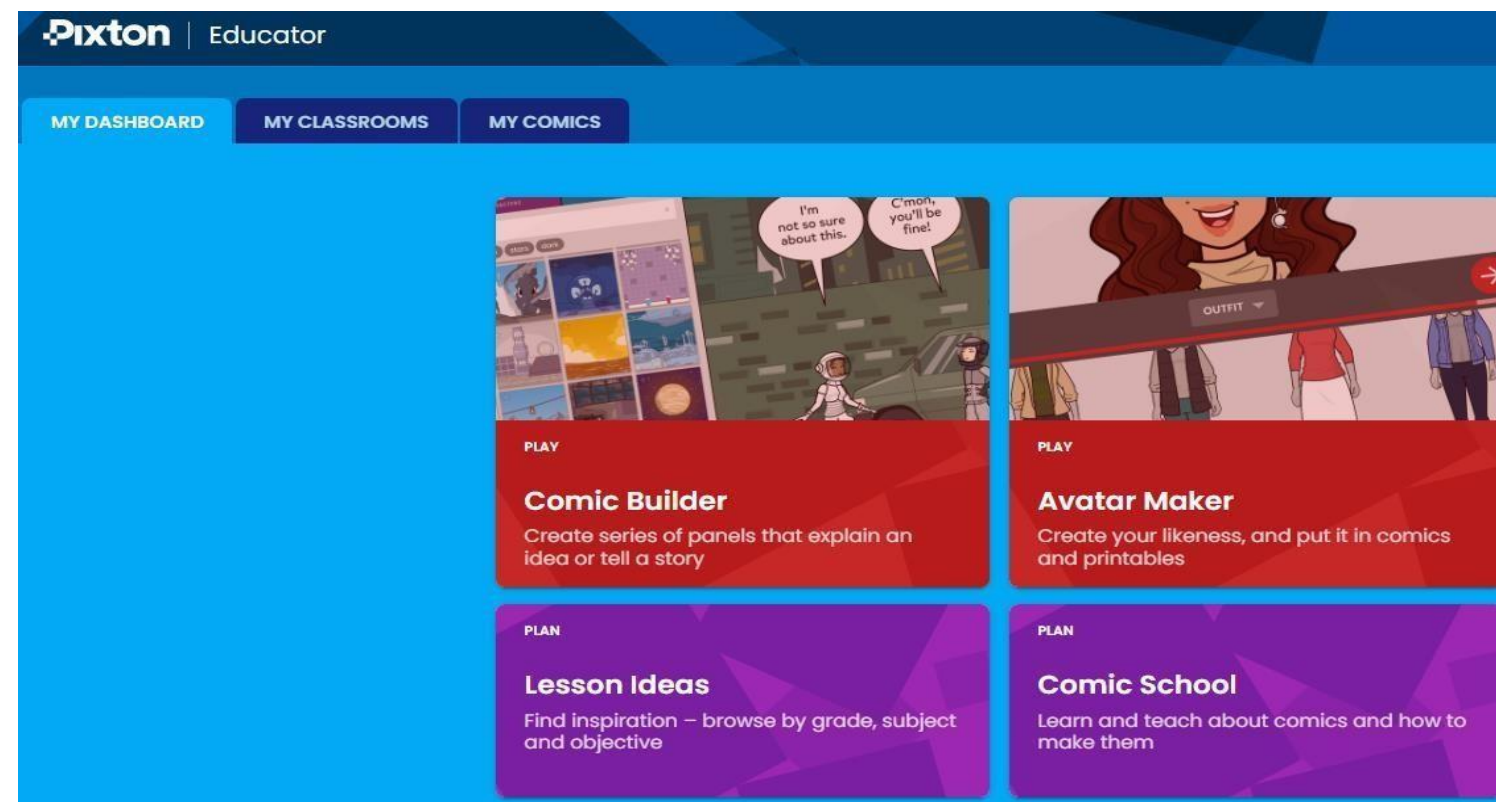 Pixton | Educator
MY DASHBOARD MY CLASSROOMS MY COMICS
I'm
not so sure
about this.
C'mon,
you'll be
fine!
stars
OUTFIT
PLAY
Comic Builder
Create series of panels that explain an
idea or tell a story
PLAY
Avatar Maker
Create your likeness, and put it in comics
and printables
PLAN
Lesson Ideas
Find inspiration – browse by grade, subject
and objective
PLAN
Comic School
Learn and teach about comics and how to
make them